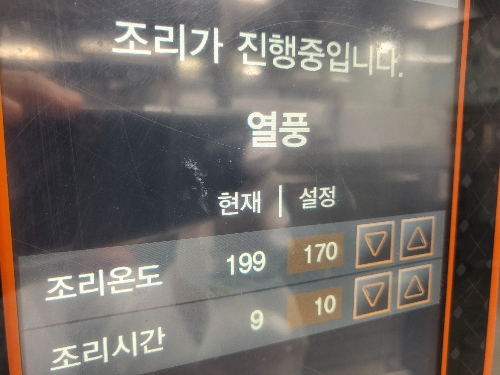 조리가 진행중입니다.
열풍
현재 | 설정
조리온도 199 170
조리시간 9 10